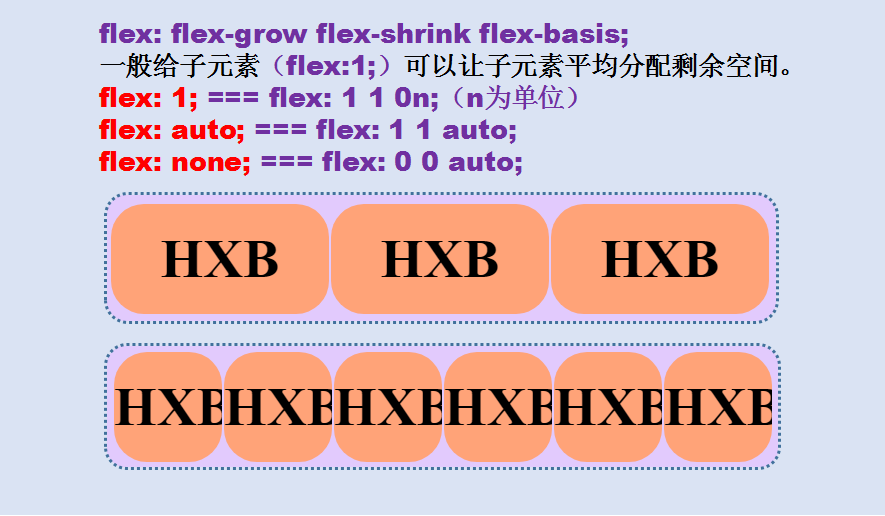 flex: flex-grow flex-shrink flex-basis;
一般给子元素（flex:1;）可以让子元素平均分配剩余空间。
flex: 1; === flex: 1 1 0n;（n为单位）
flex: auto; === flex: 1 1 auto;
flex: none; === flex: 0 0 auto;
HXB HXB HXB
HXB HXB HXB HXB HXB HXB